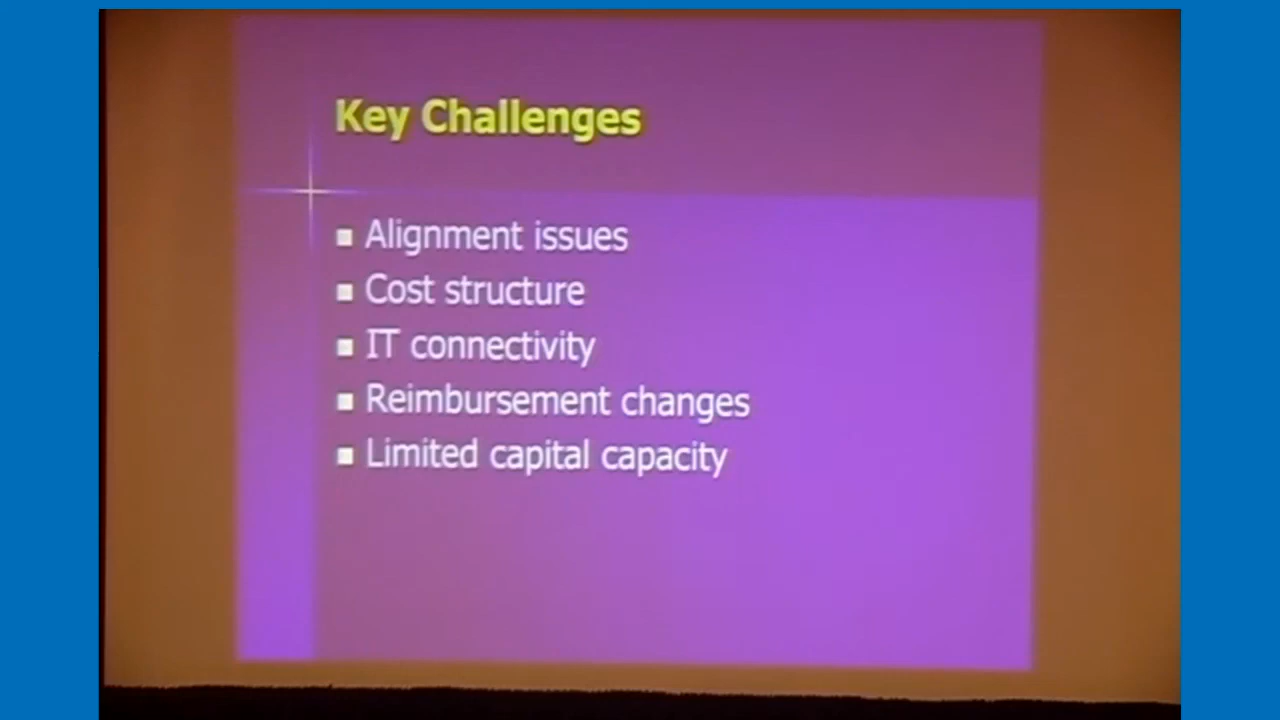 Key Challenges
Alignment issues
Cost structure
IT connectivity
Reimbursement changes
Limited capital capacity